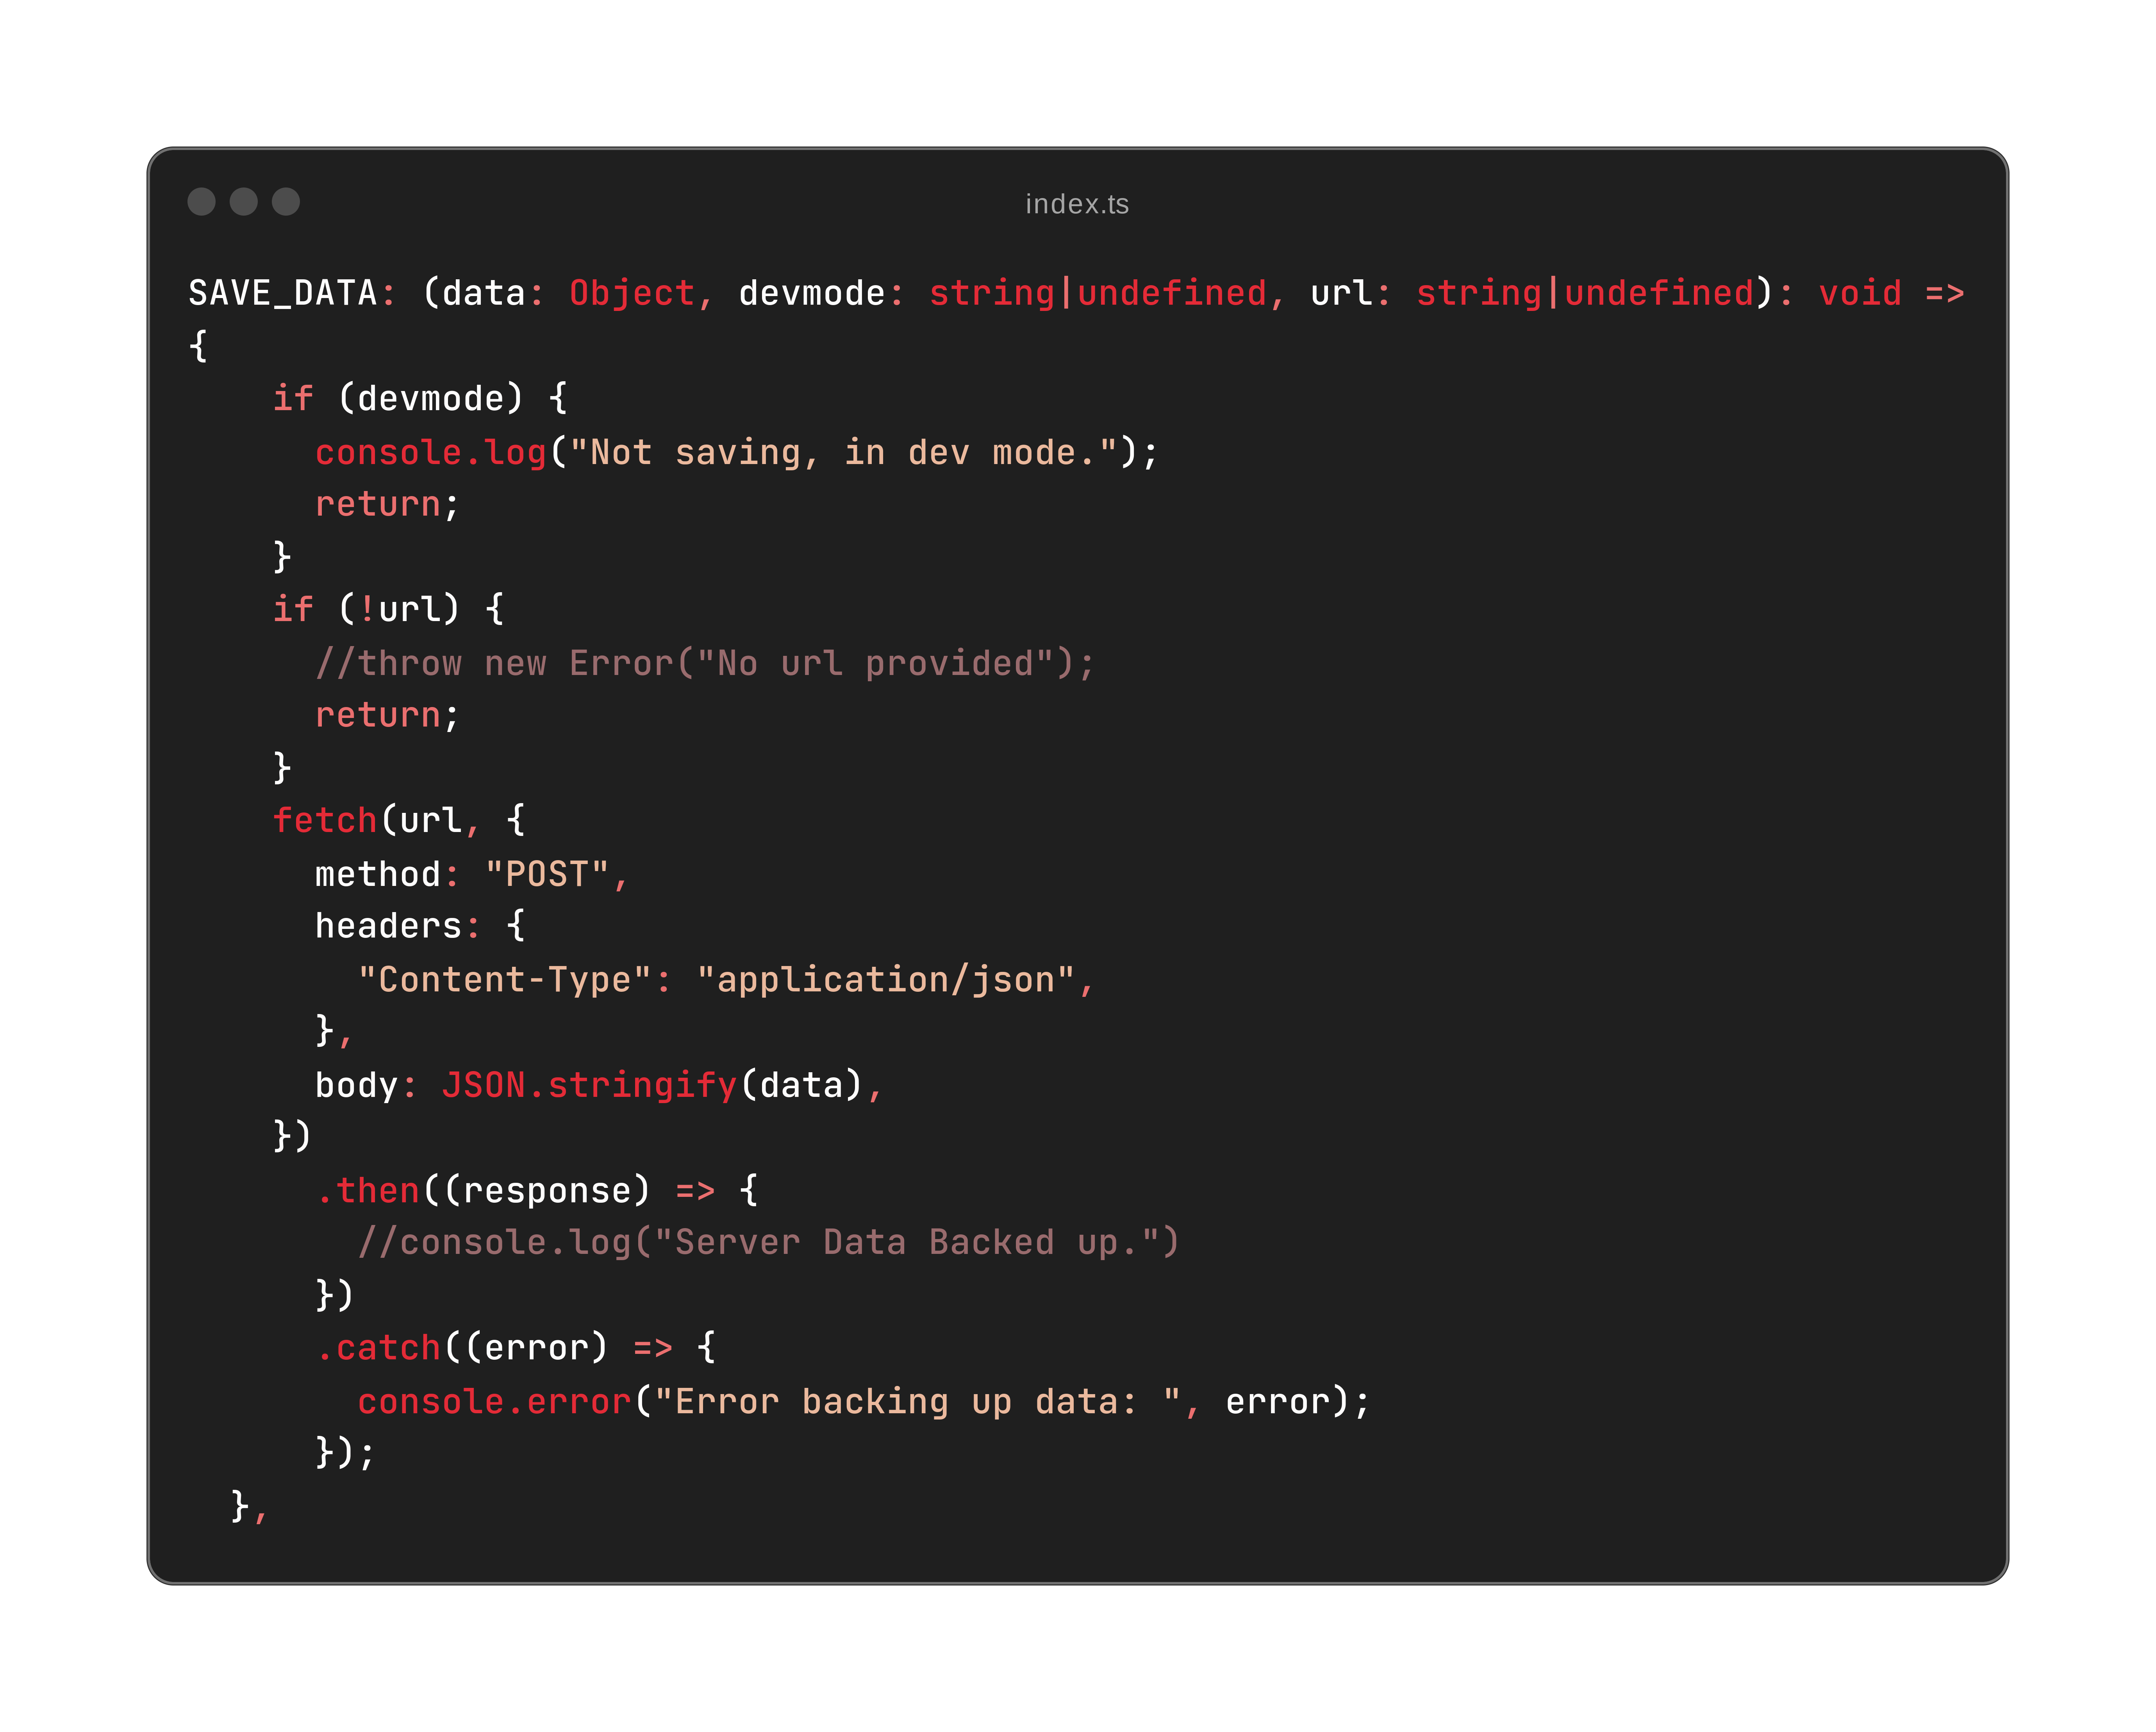 index.ts
SAVE_DATA: (data: Object, devmode: string|undefined, url: string|undefined): void =>
{
    if (devmode) {
      console.log("Not saving, in dev mode.");
      return;
    }
    if (!url) {
      //throw new Error("No url provided");
      return;
    }
    fetch(url, {
      method: "POST",
      headers: {
        "Content-Type": "application/json",
      },
      body: JSON.stringify(data),
    })
      .then((response) => {
        //console.log("Server Data Backed up.")
      })
      .catch((error) => {
        console.error("Error backing up data: ", error);
      });
  },